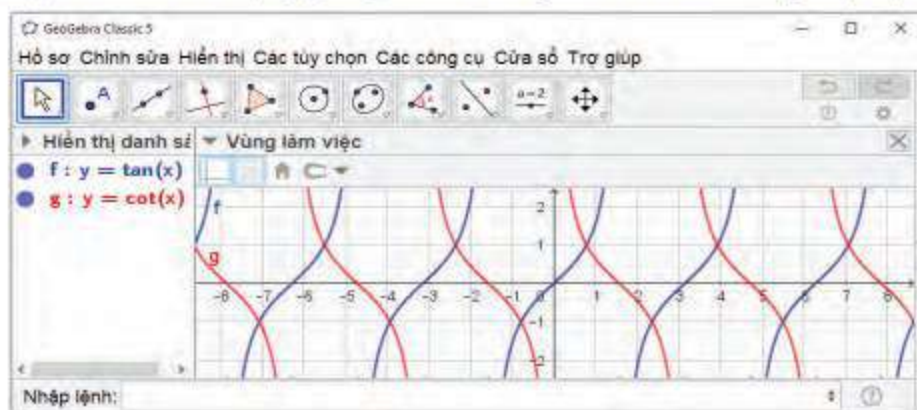 GeoGebra Classic 5
Hồ sơ Chỉnh sửa Hiển thị Các tùy chọn Các công cụ Cửa sổ Trợ giúp
A a=2
Hiển thị danh sá Vùng làm việc
f : y = tan(x)
g : y = cot(x)
f
g
2
1
-8 -7 -6 -5 -4 -3 -2 -1 0 1 2 3 4 5 6 7 8
-1
-2
Nhập lệnh: